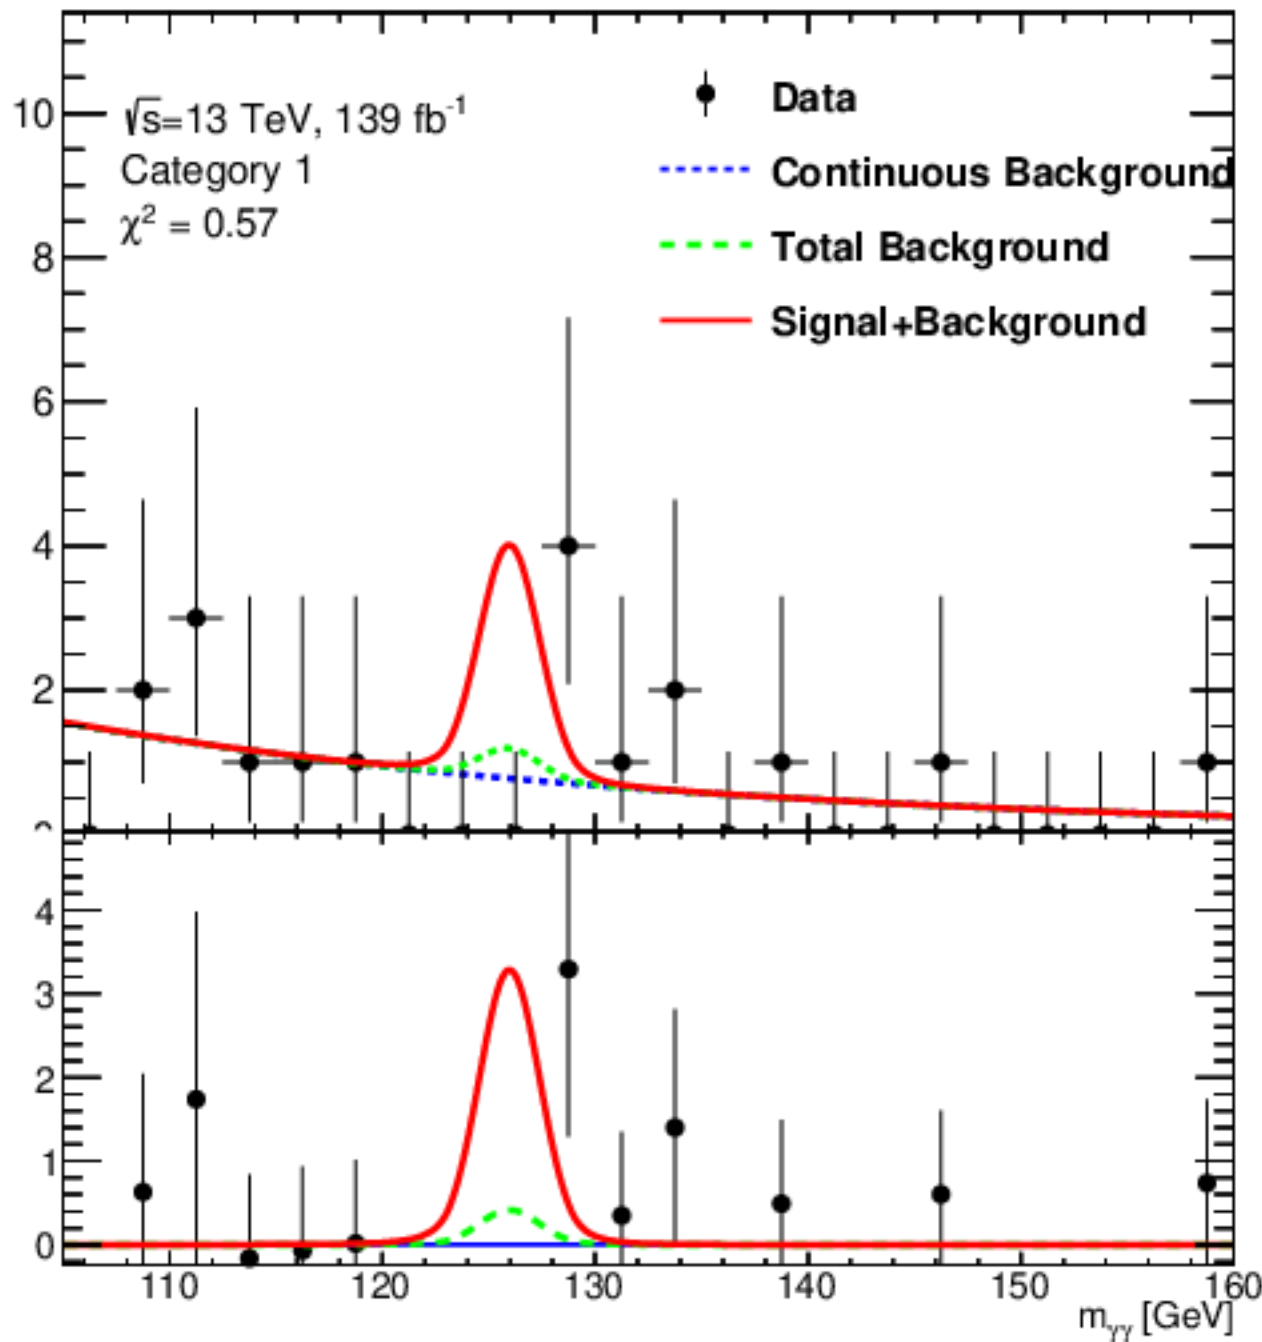 10
8
6
4
2
0
√s=13 TeV, 139 fb⁻¹
Category 1
χ² = 0.57
Data
Continuous Background
Total Background
Signal+Background
4
3
2
1
0
110 120 130 140 150 160
mγγ [GeV]